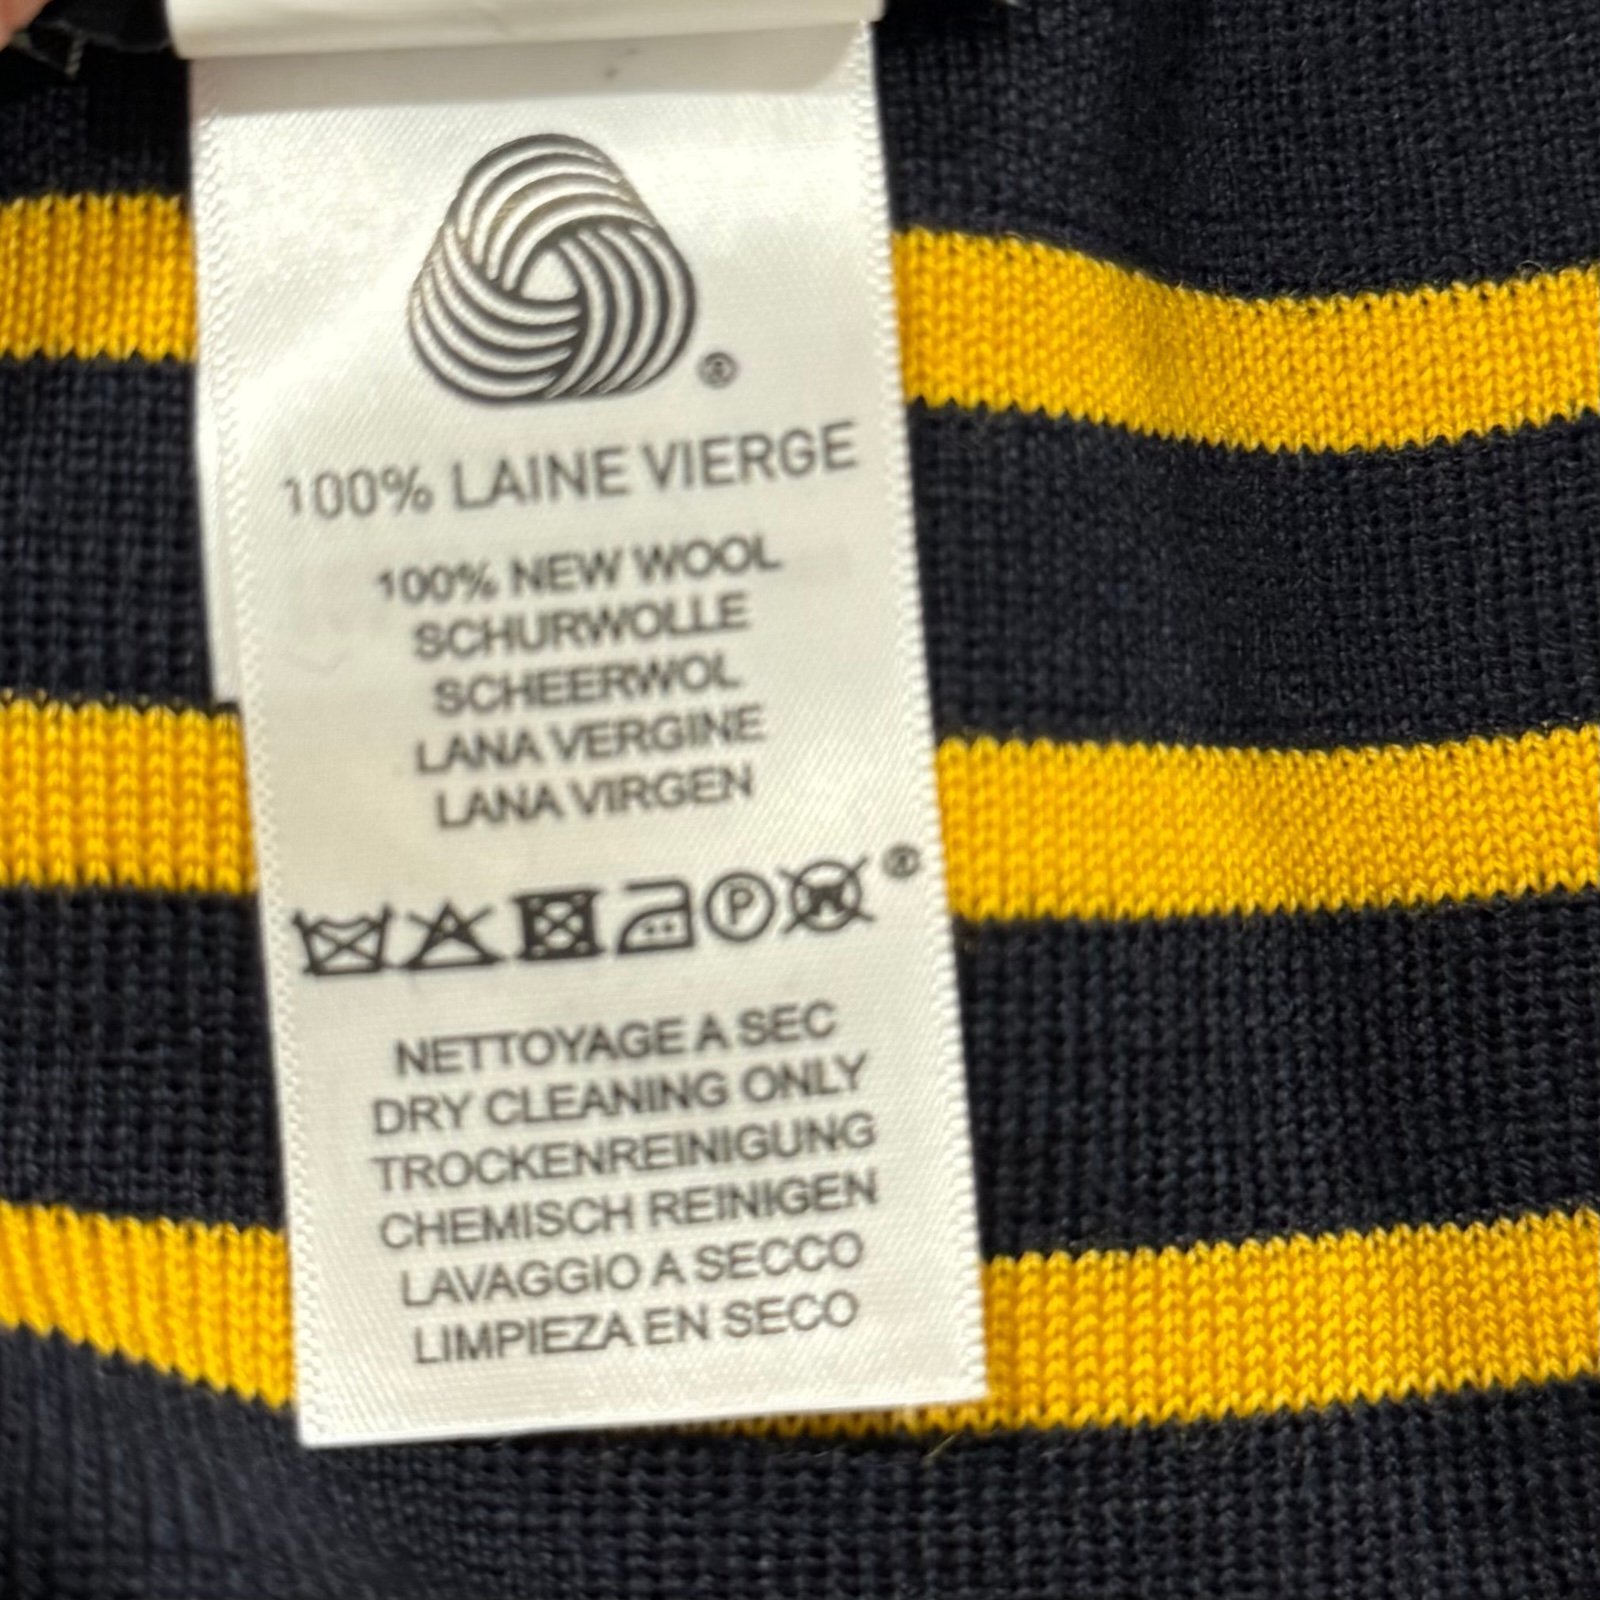 ®
100% LAINE VIERGE
100% NEW WOOL
SCHURWOLLE
SCHEERWOL
LANA VERGINE
LANA VIRGEN
P W ®
NETTOYAGE A SEC
DRY CLEANING ONLY
TROCKENREINIGUNG
CHEMISCH REINIGEN
LAVAGGIO A SECCO
LIMPIEZA EN SECO